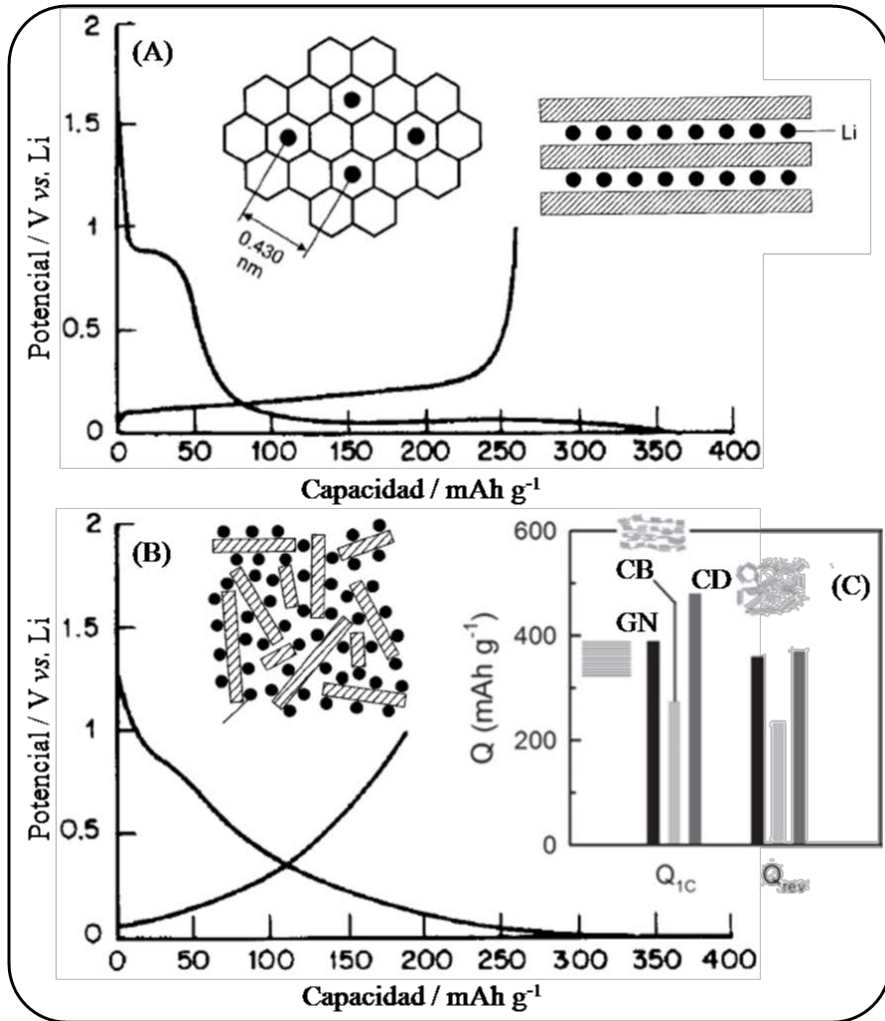 (A)
Potencial / V vs. Li
2
1.5
1
0.5
0
0.430
nm
Li
0 50 100 150 200 250 300 350 400
Capacidad / mAh g⁻¹
(B)
Potencial / V vs. Li
2
1.5
1
0.5
0
0 50 100 150 200 250 300 350 400
Capacidad / mAh g⁻¹
(C)
Q (mAh g⁻¹)
600
400
200
0
GN
CB
CD
Q1C
Qrev